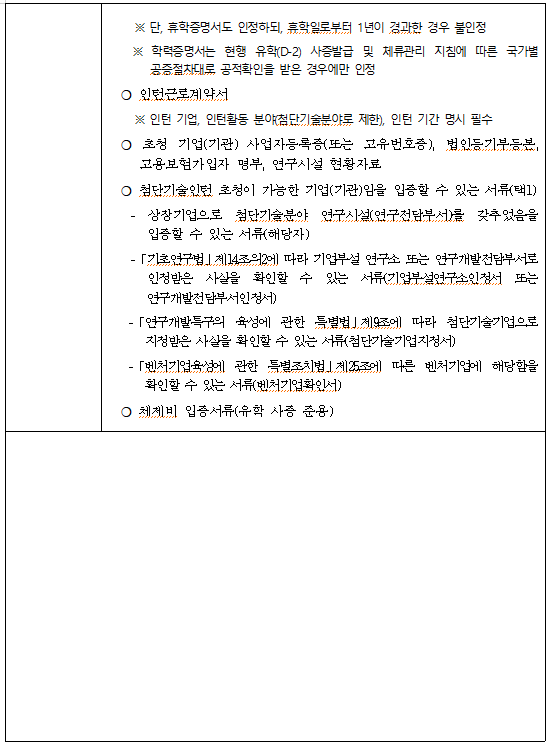 ※ 단, 휴학증명서도 인정하되, 휴학일로부터 1년이 경과한 경우 불인정
※ 학력증명서는 현행 유학(D-2) 사증발급 및 체류관리 지침에 따른 국가별
공증절차대로 공적확인을 받은 경우에만 인정
❍ 인턴근로계약서
※ 인턴 기업, 인턴활동 분야(첨단기술분야로 제한), 인턴 기간 명시 필수
❍ 초청 기업(기관) 사업자등록증(또는 고유번호증), 법인등기부등본,
고용보험가입자 명부, 연구시설 현황자료
❍ 첨단기술인턴 초청이 가능한 기업(기관)임을 입증할 수 있는 서류(택1)
- 상장기업으로 첨단기술분야 연구시설(연구전담부서)를 갖추었음을
입증할 수 있는 서류(해당자)
-「기초연구법」제14조의2에 따라 기업부설 연구소 또는 연구개발전담부서로
인정받은 사실을 확인할 수 있는 서류(기업부설연구소인정서 또는
연구개발전담부서인정서)
-「연구개발특구의 육성에 관한 특별법」제9조에 따라 첨단기술기업으로
지정받은 사실을 확인할 수 있는 서류(첨단기술기업지정서)
-「벤처기업육성에 관한 특별조치법」제25조에 따른 벤처기업에 해당함을
확인할 수 있는 서류(벤처기업확인서)
❍ 체제비 입증서류(유학 사증 준용)